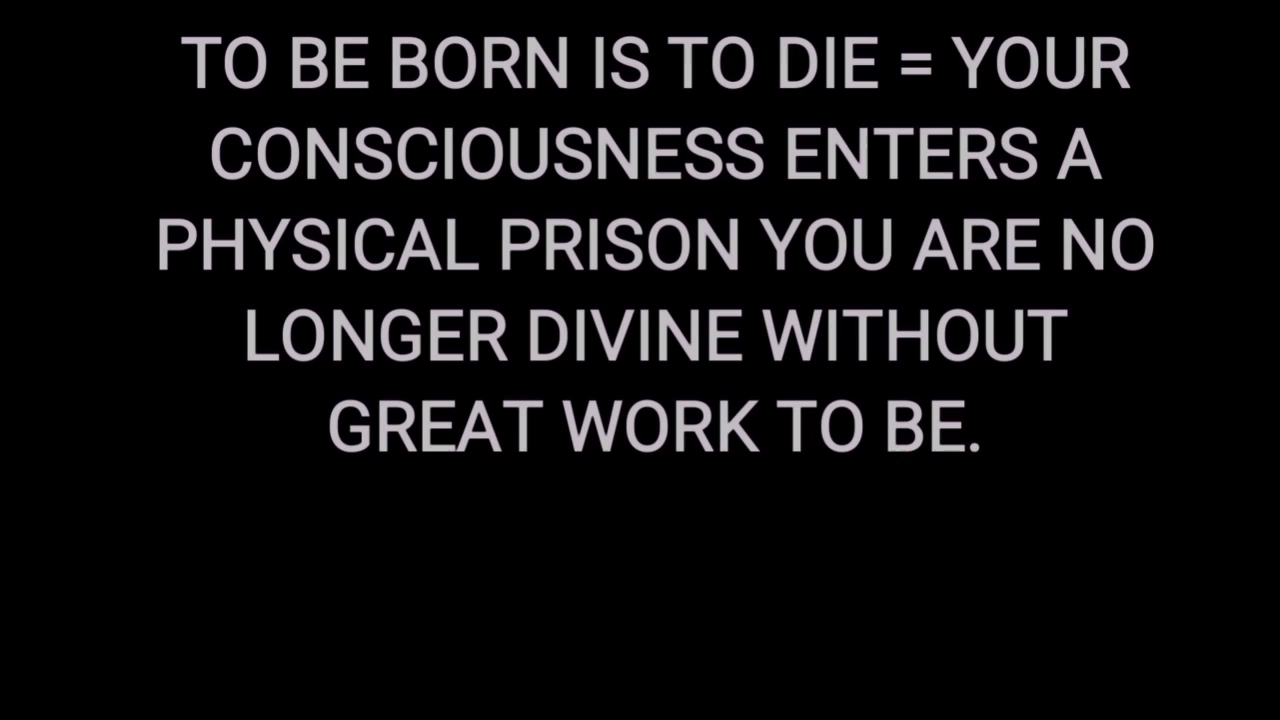 TO BE BORN IS TO DIE = YOUR
CONSCIOUSNESS ENTERS A
PHYSICAL PRISON YOU ARE NO
LONGER DIVINE WITHOUT
GREAT WORK TO BE.